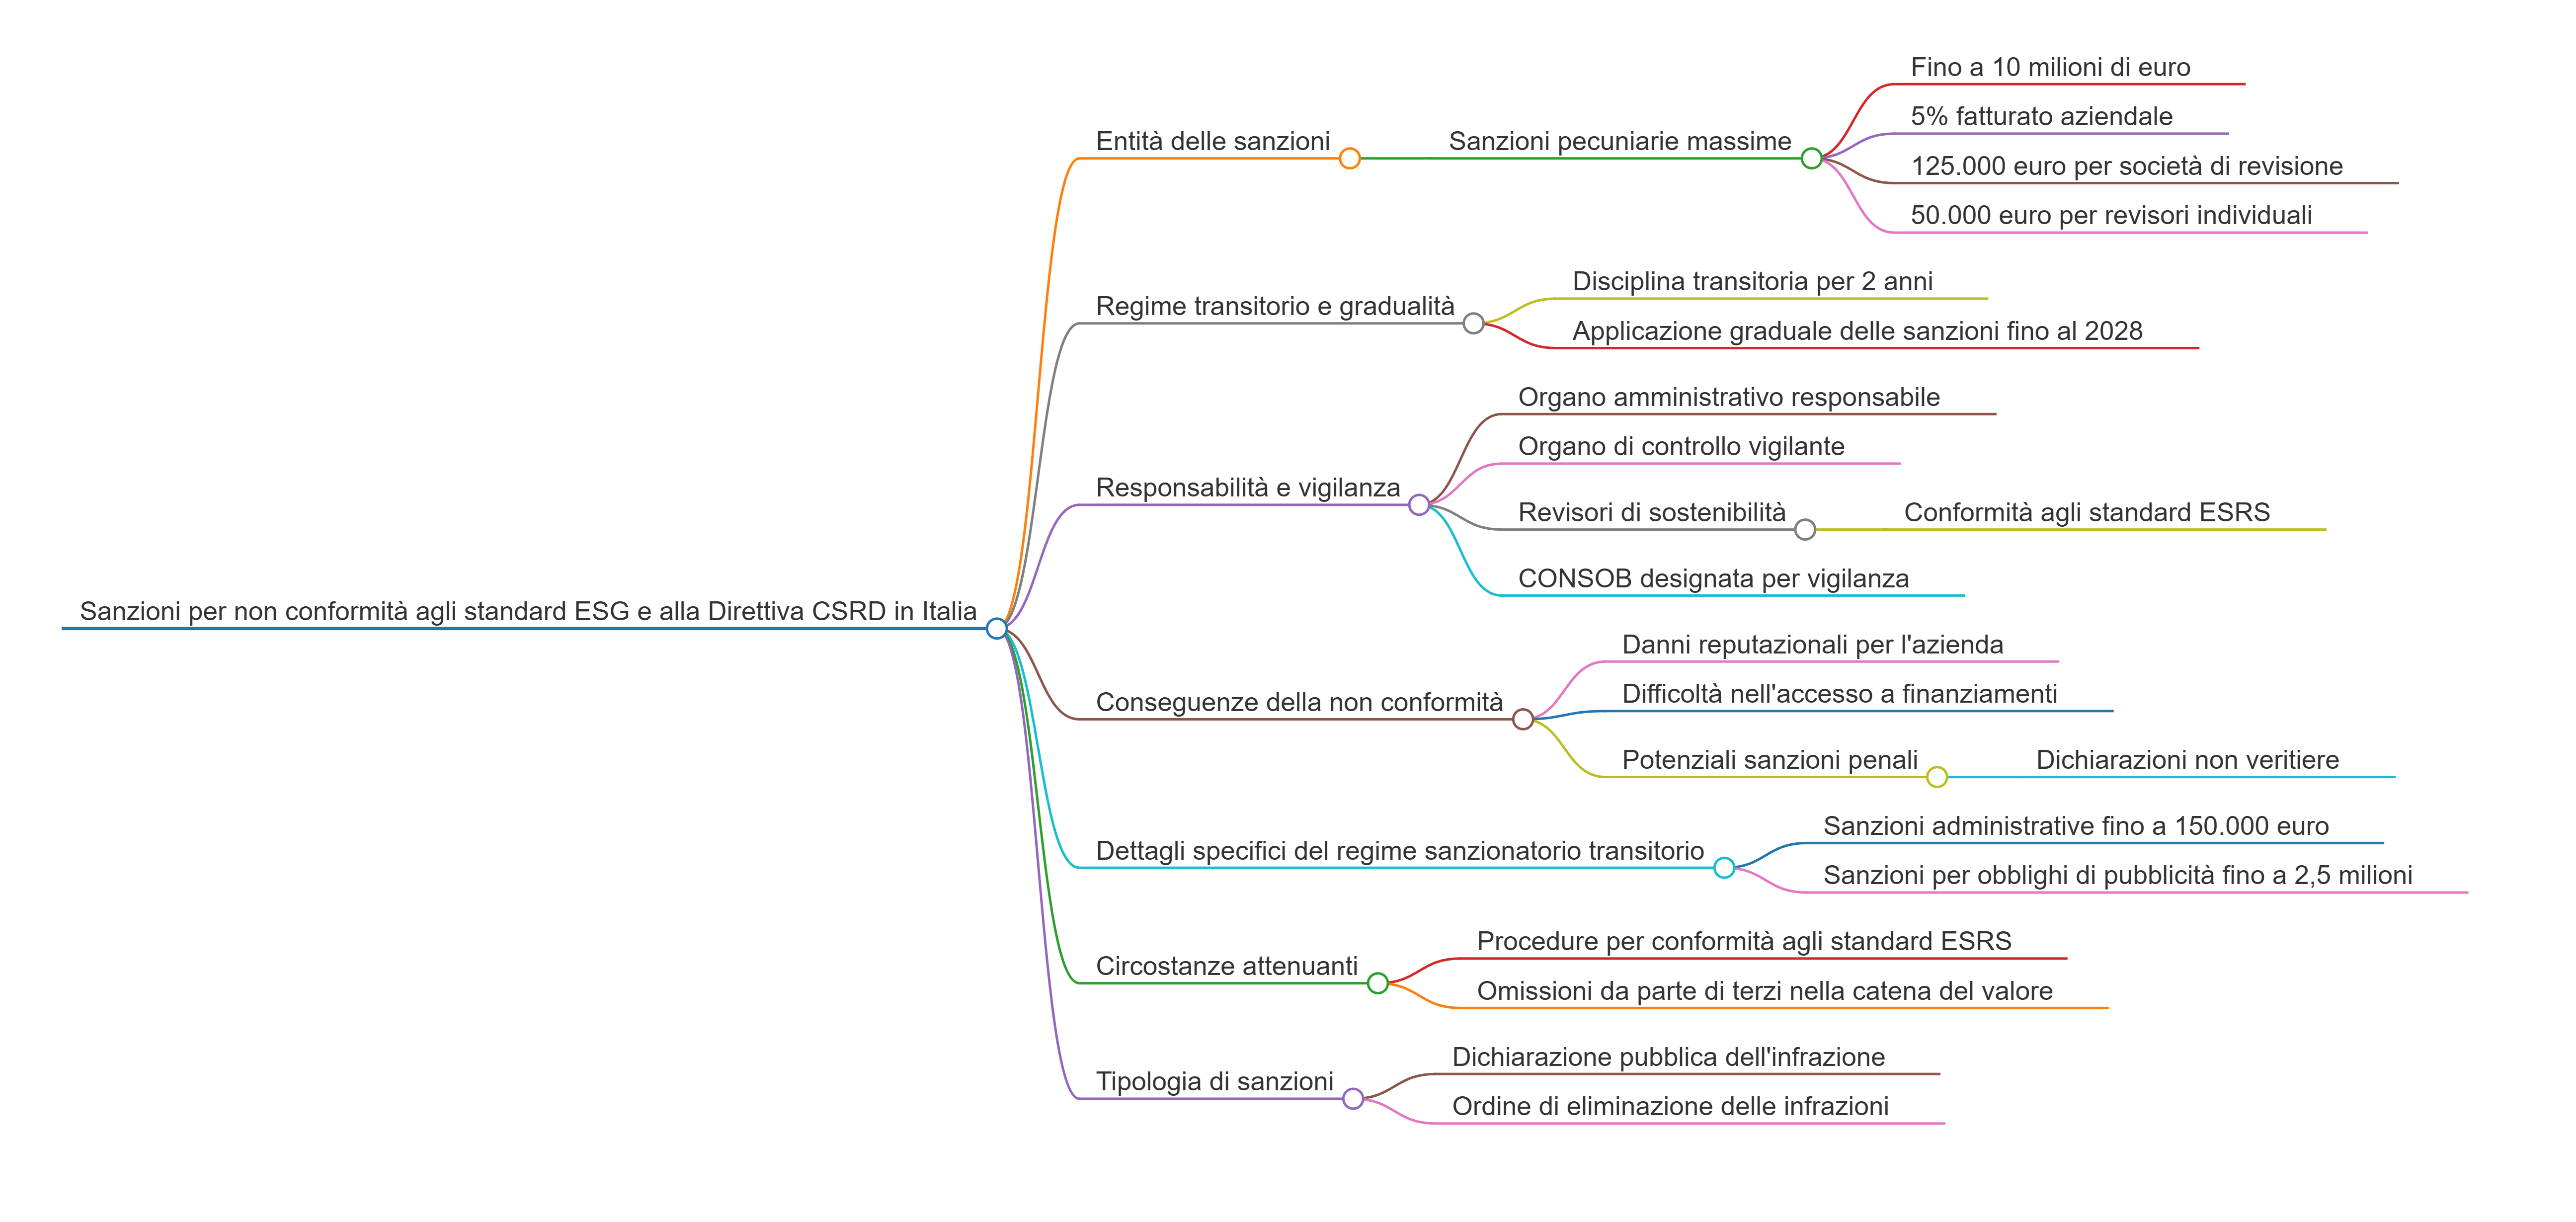 Sanzioni per non conformità agli standard ESG e alla Direttiva CSRD in Italia
Entità delle sanzioni
Sanzioni pecuniarie massime
Fino a 10 milioni di euro
5% fatturato aziendale
125.000 euro per società di revisione
50.000 euro per revisori individuali
Regime transitorio e gradualità
Disciplina transitoria per 2 anni
Applicazione graduale delle sanzioni fino al 2028
Responsabilità e vigilanza
Organo amministrativo responsabile
Organo di controllo vigilante
Revisori di sostenibilità
Conformità agli standard ESRS
CONSOB designata per vigilanza
Conseguenze della non conformità
Danni reputazionali per l'azienda
Difficoltà nell'accesso a finanziamenti
Potenziali sanzioni penali
Dichiarazioni non veritiere
Dettagli specifici del regime sanzionatorio transitorio
Sanzioni administrative fino a 150.000 euro
Sanzioni per obblighi di pubblicità fino a 2,5 milioni
Circostanze attenuanti
Procedure per conformità agli standard ESRS
Omissioni da parte di terzi nella catena del valore
Tipologia di sanzioni
Dichiarazione pubblica dell'infrazione
Ordine di eliminazione delle infrazioni